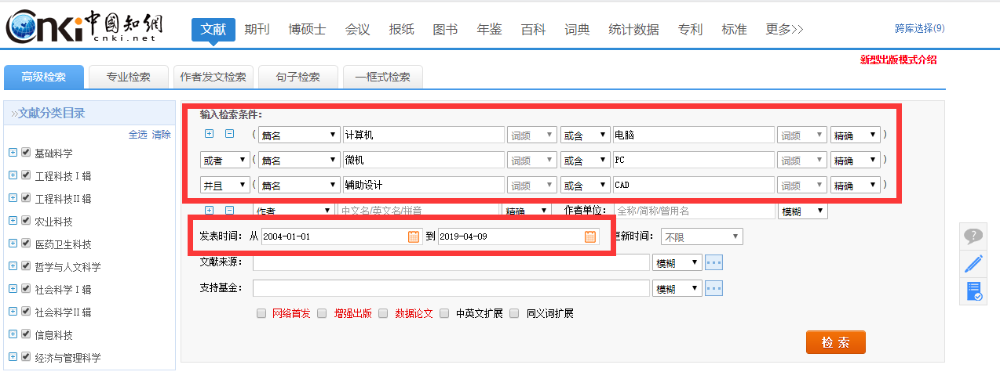 Cnki 中國知網
cnki.net
文献 期刊 博硕士 会议 报纸 图书 年鉴 百科 词典 统计数据 专利 标准 更多>> 跨库选择(9)
新型出版模式介绍
高级检索 专业检索 作者发文检索 句子检索 一框式检索
文献分类目录
全选 清除
基础科学
工程科技Ⅰ辑
工程科技II辑
农业科技
医药卫生科技
哲学与人文科学
社会科学Ⅰ辑
社会科学II辑
信息科技
经济与管理科学
输入检索条件：
( 篇名 计算机 词频 或含 电脑 词频 精确 )
或者 ( 篇名 微机 词频 或含 PC 词频 精确 )
并且 ( 篇名 辅助设计 词频 或含 CAD 词频 精确 )
作者 中文名/英文名/拼音 精确 作者单位： 全称/简称/曾用名 模糊
发表时间： 从 2004-01-01 到 2019-04-09 更新时间： 不限
文献来源： 模糊 ...
支持基金： 模糊 ...
网络首发 增强出版 数据论文 中英文扩展 同义词扩展
检索